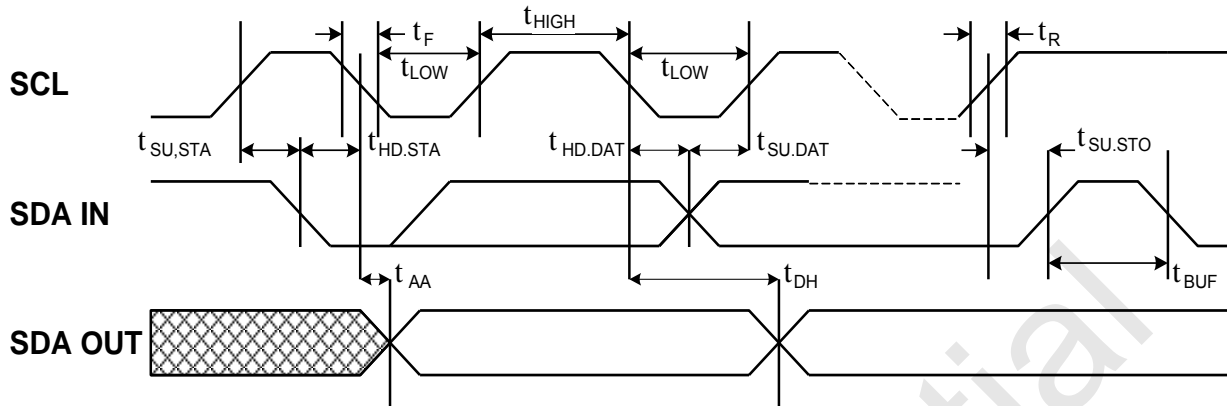 tF
tHIGH
tLOW
tLOW
tR
SCL
tSU,STA
tHD.STA
tHD.DAT
tSU.DAT
tSU.STO
SDA IN
tAA
tDH
tBUF
SDA OUT
tial